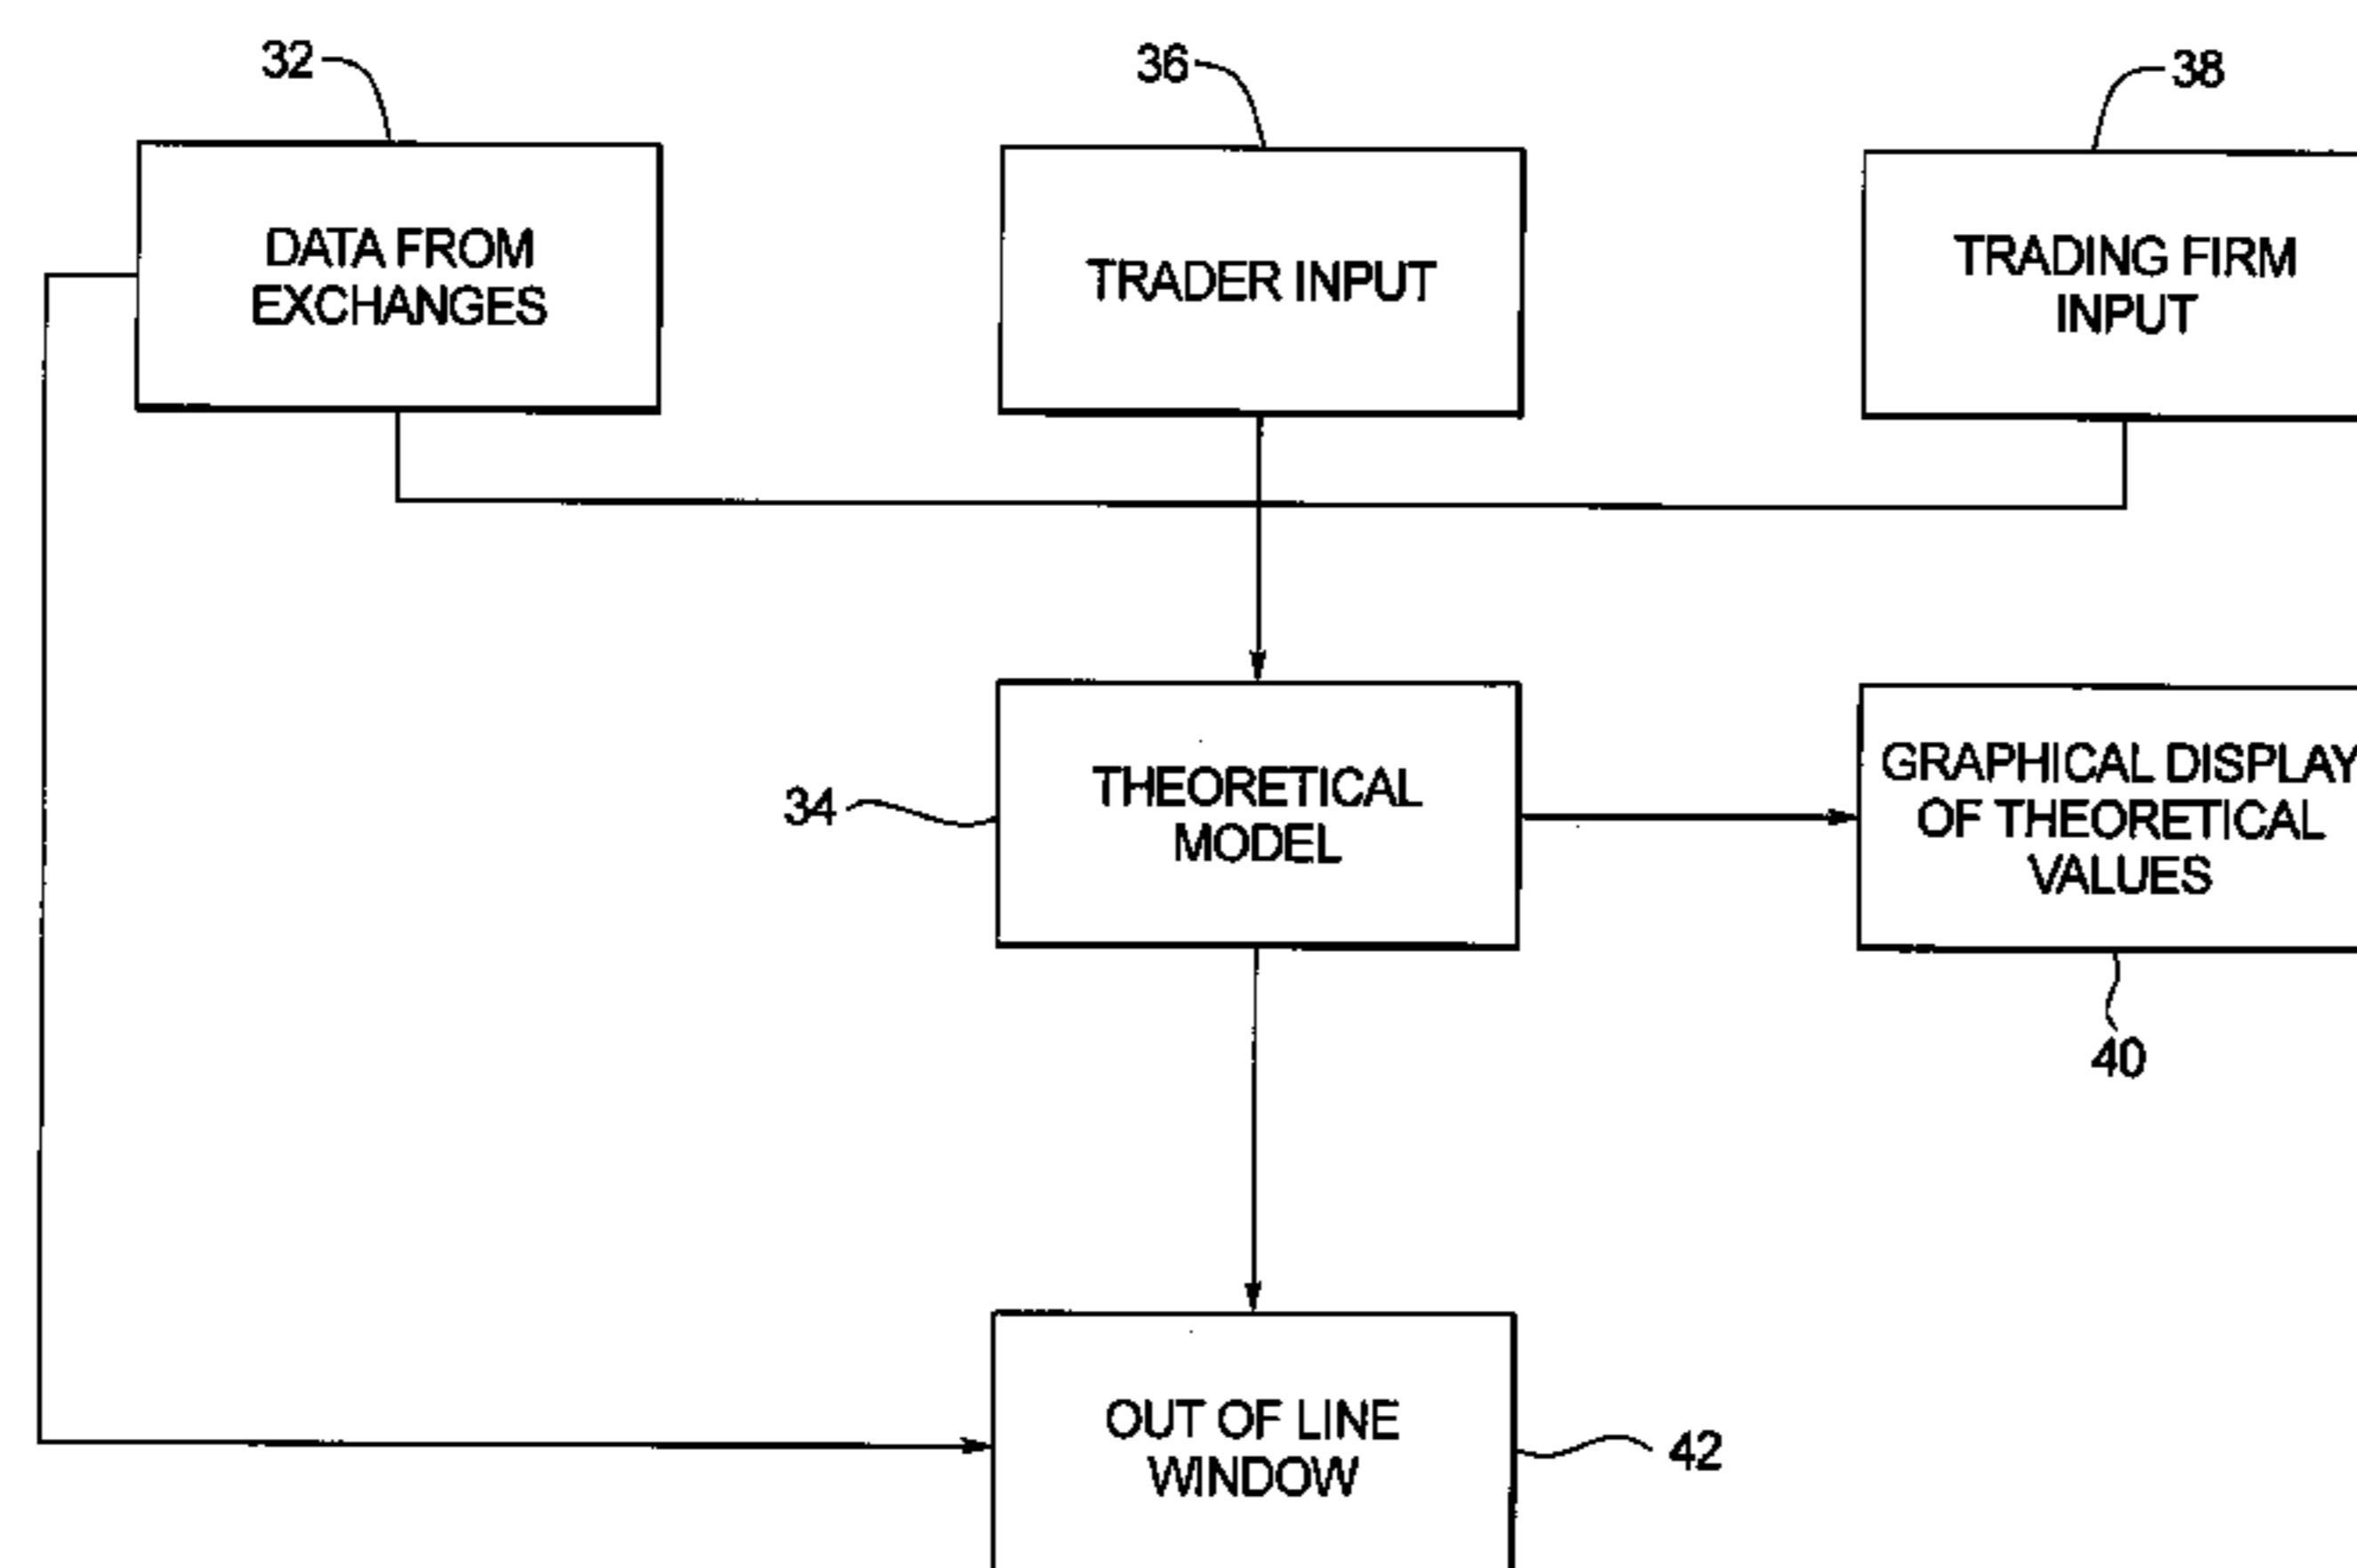 32
36
38
DATA FROM
EXCHANGES
TRADER INPUT
TRADING FIRM
INPUT
34
THEORETICAL
MODEL
GRAPHICAL DISPLAY
OF THEORETICAL
VALUES
40
OUT OF LINE
WINDOW
42